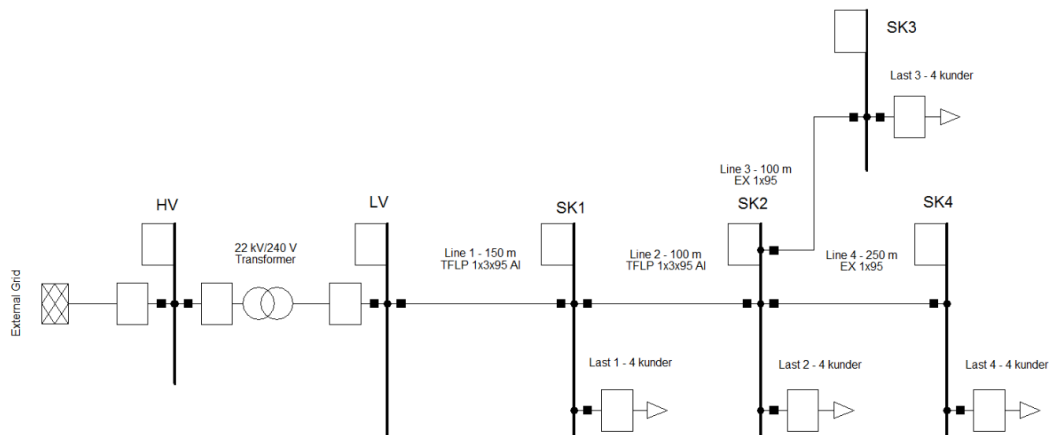 SK3
Last 3 - 4 kunder
Line 3 - 100 m
EX 1x95
HV
LV
SK1
SK2
SK4
22 kV/240 V
Transformer
Line 1 - 150 m
TFLP 1x3x95 Al
Line 2 - 100 m
TFLP 1x3x95 Al
Line 4 - 250 m
EX 1x95
External Grid
Last 1 - 4 kunder
Last 2 - 4 kunder
Last 4 - 4 kunder